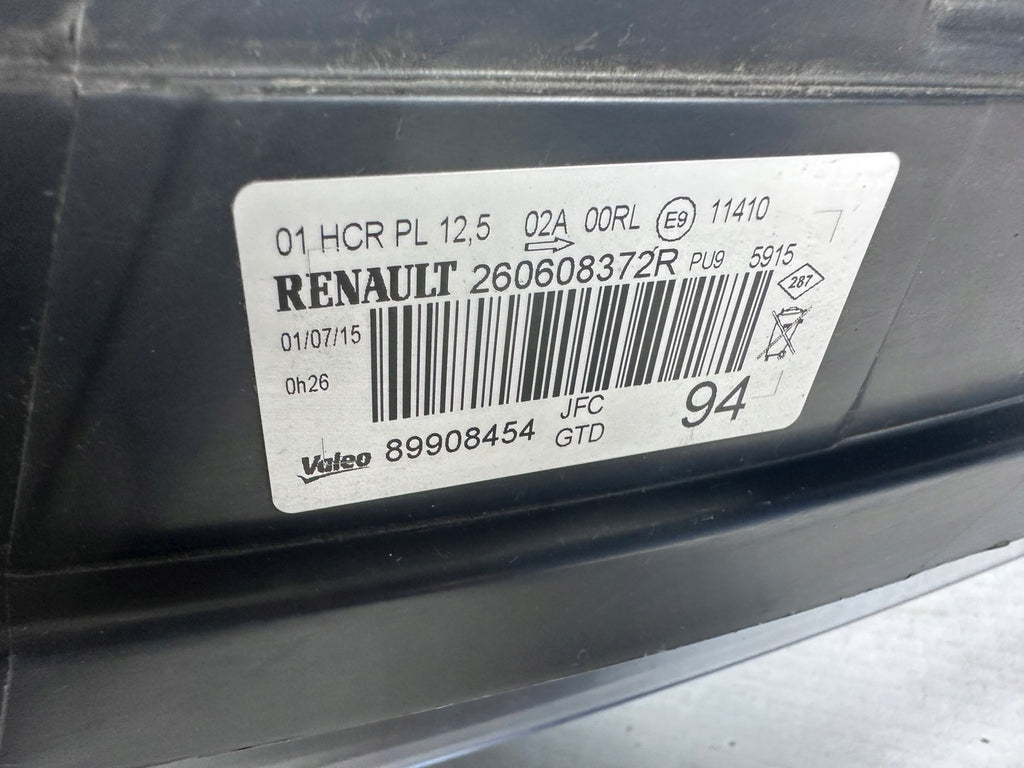 01 HCR PL 12,5 02A 00RL E9 11410
RENAULT 260608372R PU9 5915
287
01/07/15
0h26
Valeo 89908454 JFC
GTD
94